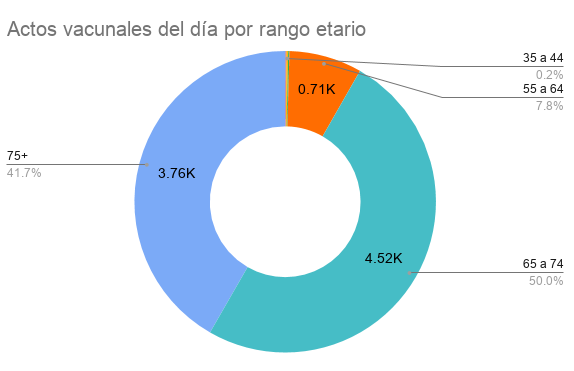 Actos vacunales del día por rango etario
35 a 44
0.2%
55 a 64
7.8%
0.71K
75+
41.7%
3.76K
4.52K
65 a 74
50.0%